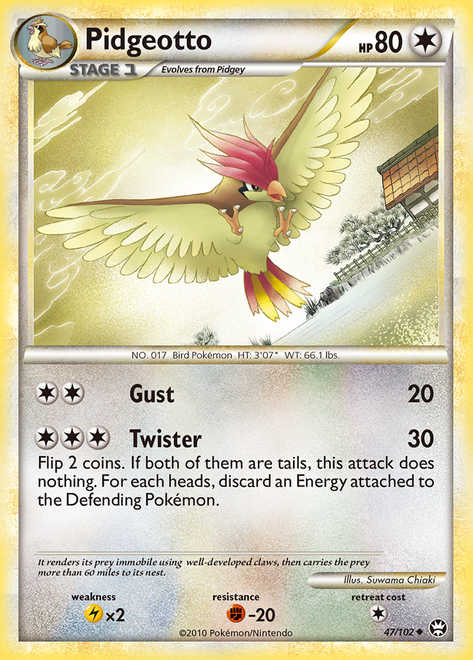 Pidgeotto
HP 80
STAGE 1
Evolves from Pidgey
NO. 017 Bird Pokémon HT: 3'07" WT: 66.1 lbs.
Gust 20
Twister 30
Flip 2 coins. If both of them are tails, this attack does
nothing. For each heads, discard an Energy attached to
the Defending Pokémon.
It renders its prey immobile using well-developed claws, then carries the prey
more than 60 miles to its nest.
Illus. Suwama Chiaki
weakness resistance retreat cost
×2 -20
©2010 Pokémon/Nintendo
47/102